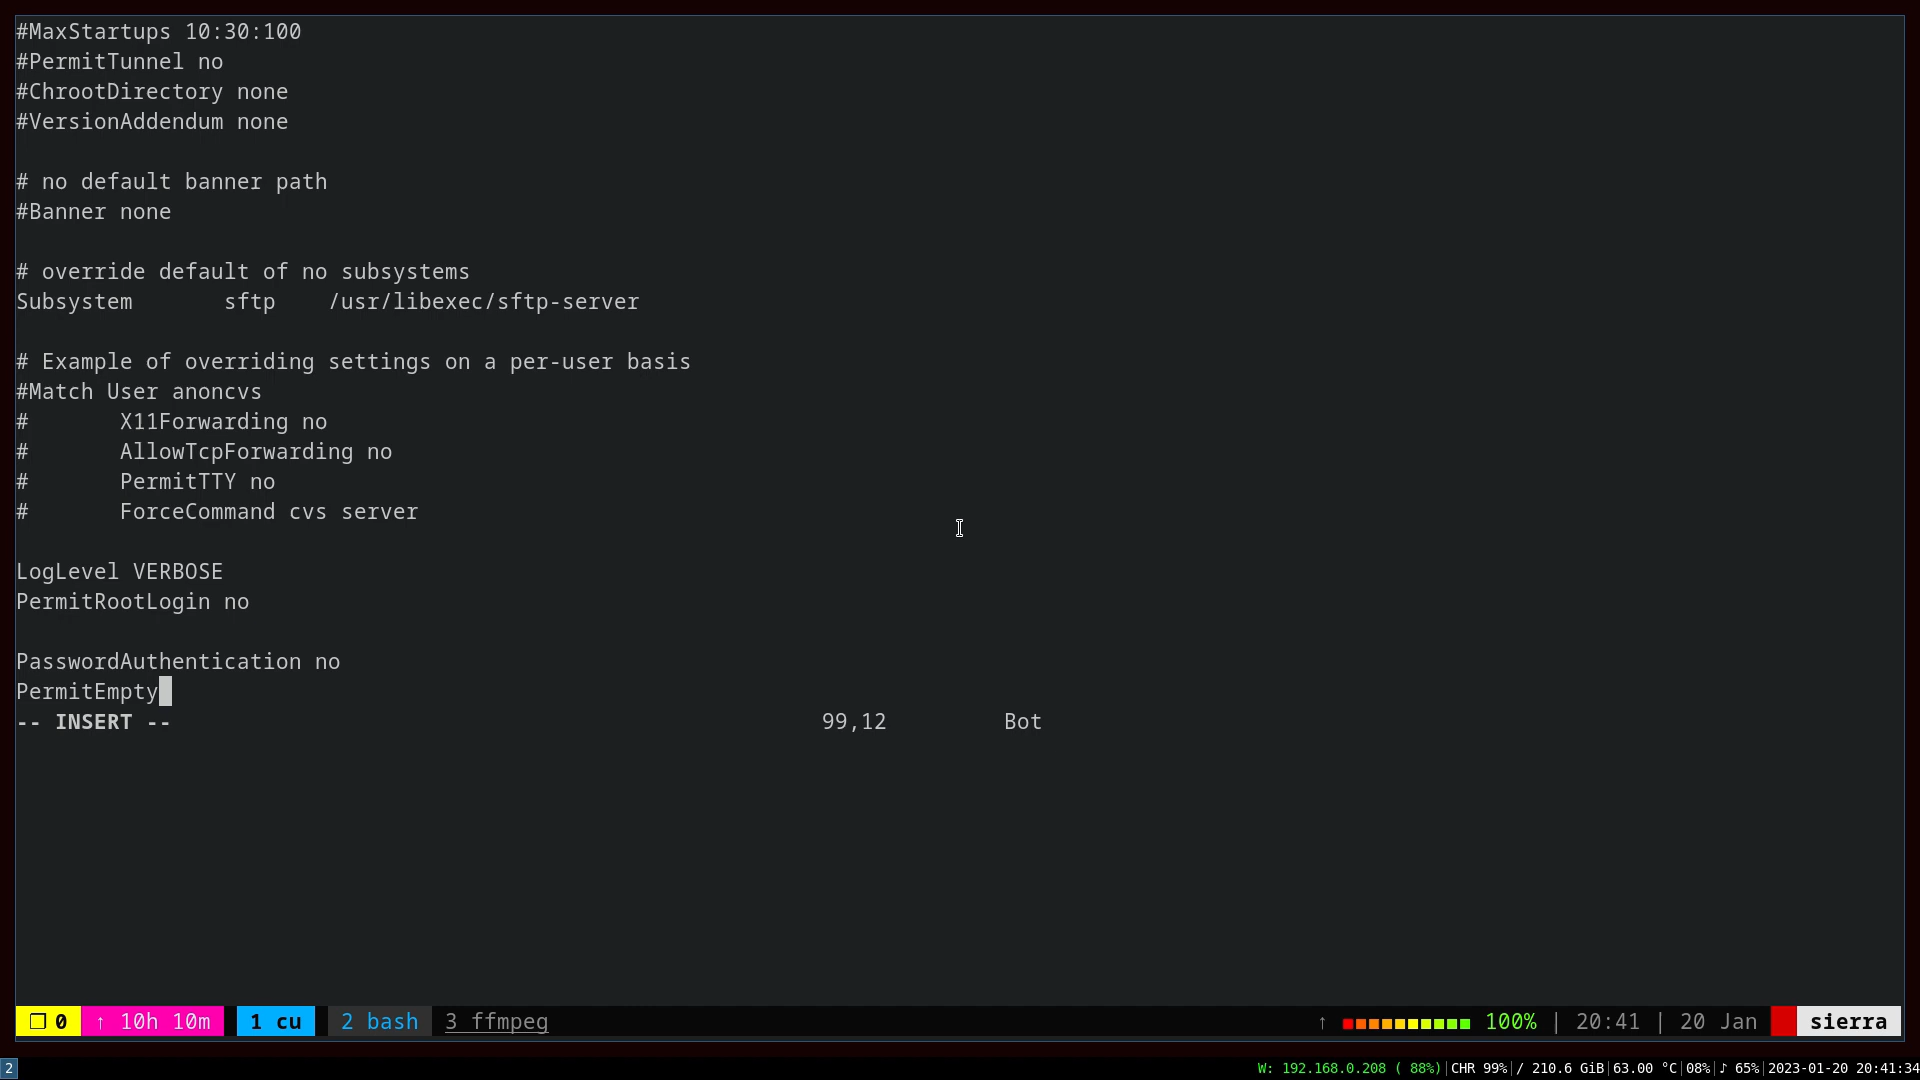 #MaxStartups 10:30:100
#PermitTunnel no
#ChrootDirectory none
#VersionAddendum none
# no default banner path
#Banner none
# override default of no subsystems
Subsystem       sftp    /usr/libexec/sftp-server
# Example of overriding settings on a per-user basis
#Match User anoncvs
#       X11Forwarding no
#       AllowTcpForwarding no
#       PermitTTY no
#       ForceCommand cvs server
LogLevel VERBOSE
PermitRootLogin no
PasswordAuthentication no
PermitEmpty
-- INSERT --                                                  99,12         Bot
❐ 0 ↑ 10h 10m 1 cu 2 bash 3 ffmpeg ↑ 100% | 20:41 | 20 Jan sierra
2 W: 192.168.0.208 ( 88%)|CHR 99%|/ 210.6 GiB|63.00 °C|08%|♪ 65%|2023-01-20 20:41:34